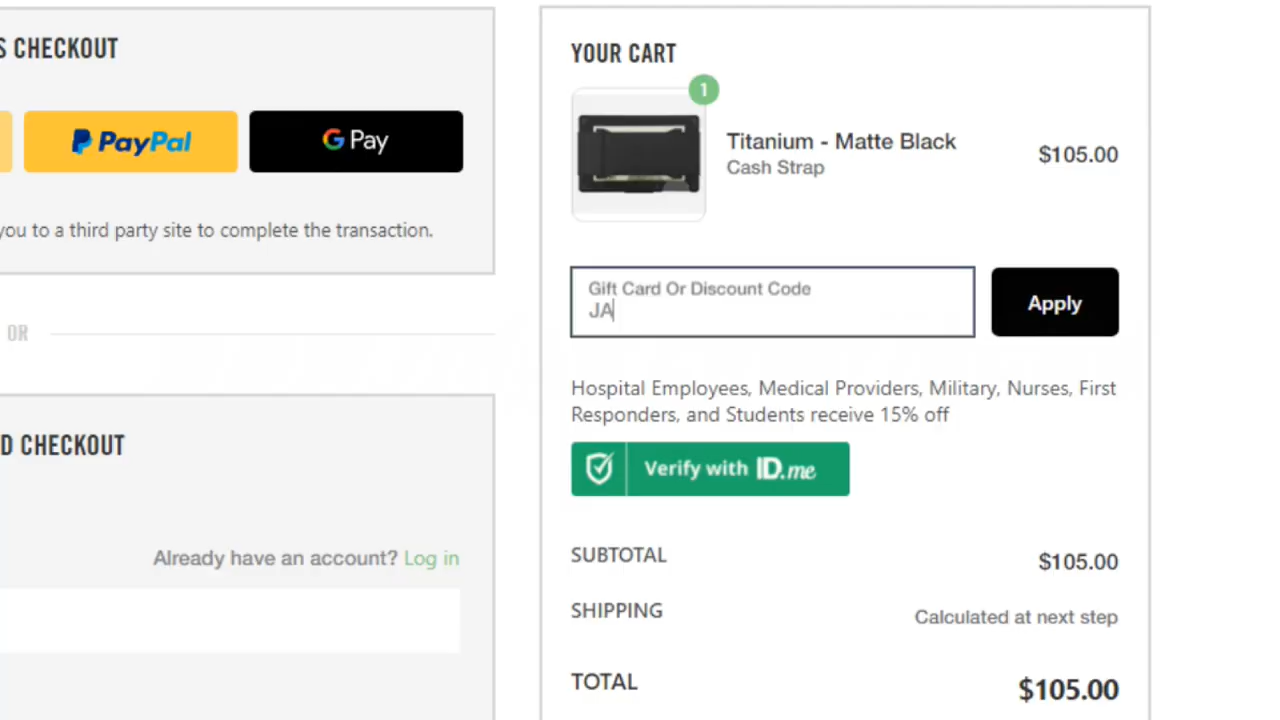 S CHECKOUT
PayPal
G Pay
you to a third party site to complete the transaction.
OR
D CHECKOUT
Already have an account? Log in
YOUR CART
1
Titanium - Matte Black
Cash Strap
$105.00
Gift Card Or Discount Code
JA
Apply
Hospital Employees, Medical Providers, Military, Nurses, First
Responders, and Students receive 15% off
Verify with ID.me
SUBTOTAL
$105.00
SHIPPING
Calculated at next step
TOTAL
$105.00